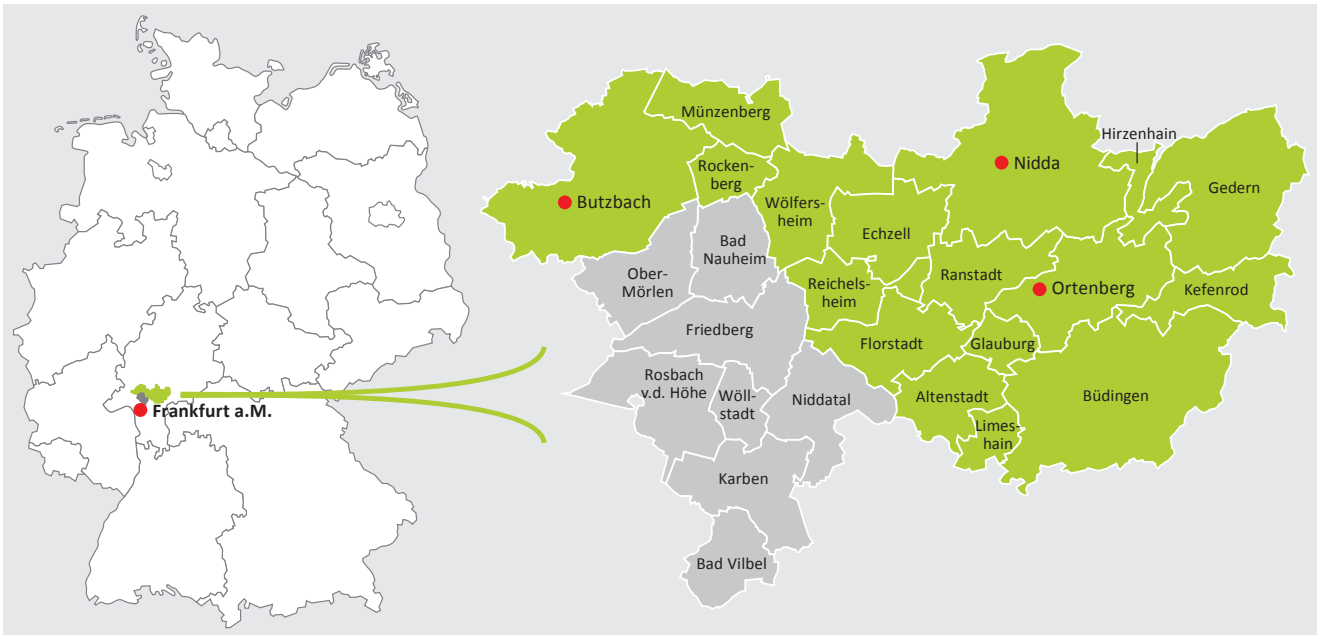 Frankfurt a.M.
Münzenberg
Hirzenhain
Rocken-
berg
Nidda
Gedern
Butzbach
Wölfers-
heim
Echzell
Bad
Nauheim
Ober-
Mörlen
Reichels-
heim
Ranstadt
Ortenberg
Kefenrod
Friedberg
Florstadt
Glauburg
Rosbach
v.d. Höhe
Wöll-
stadt
Niddatal
Altenstadt
Büdingen
Limes-
hain
Karben
Bad Vilbel